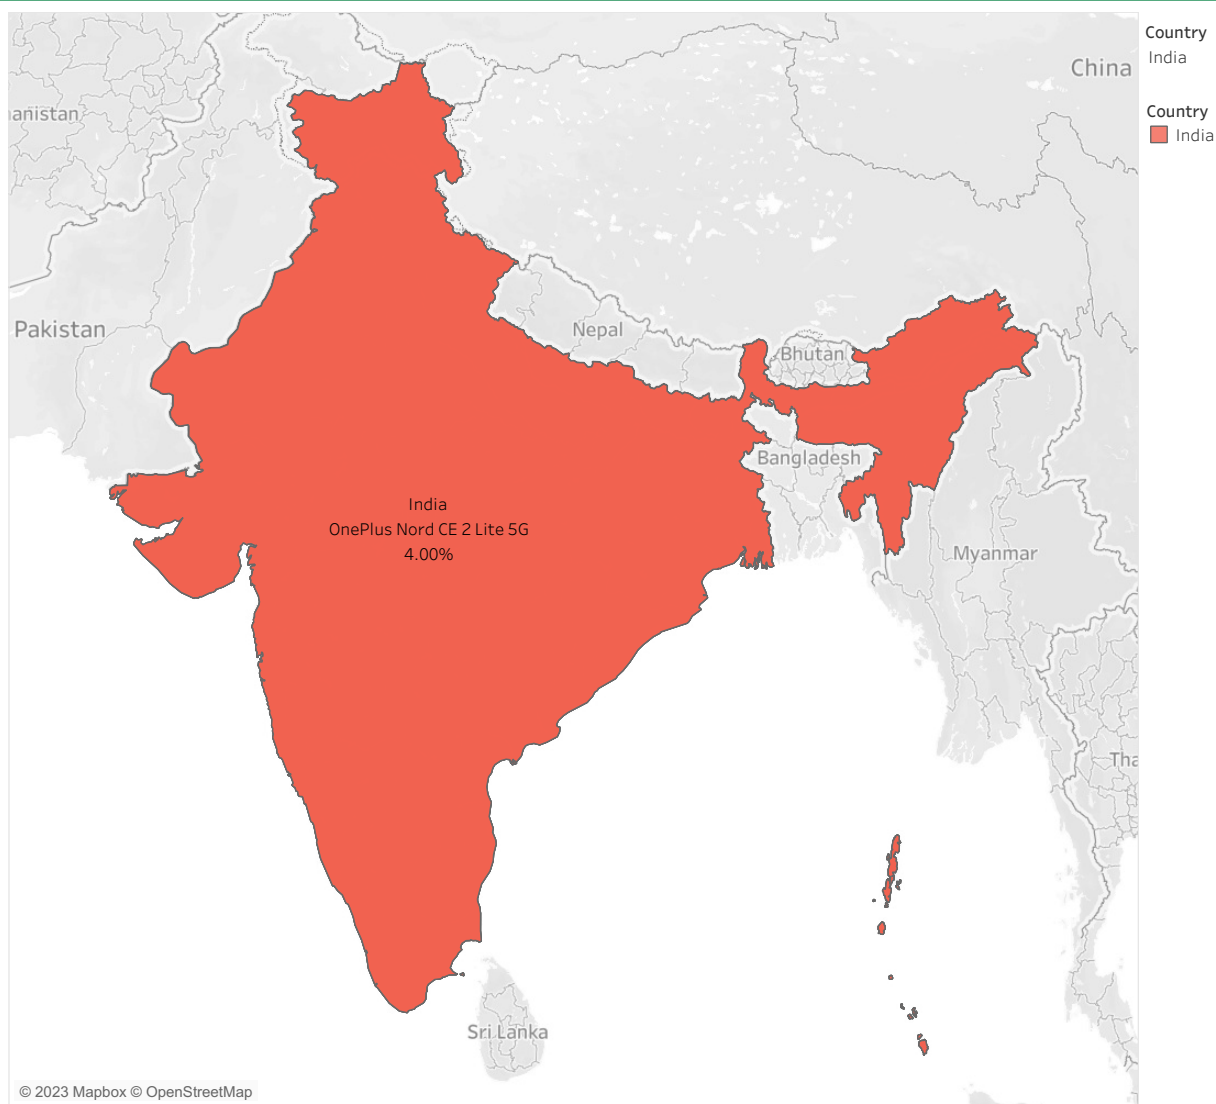 Country
India
Country
India
China
anistan
Pakistan
Nepal
Bhutan
Bangladesh
India
OnePlus Nord CE 2 Lite 5G
4.00%
Myanmar
Tha
Sri Lanka
© 2023 Mapbox © OpenStreetMap